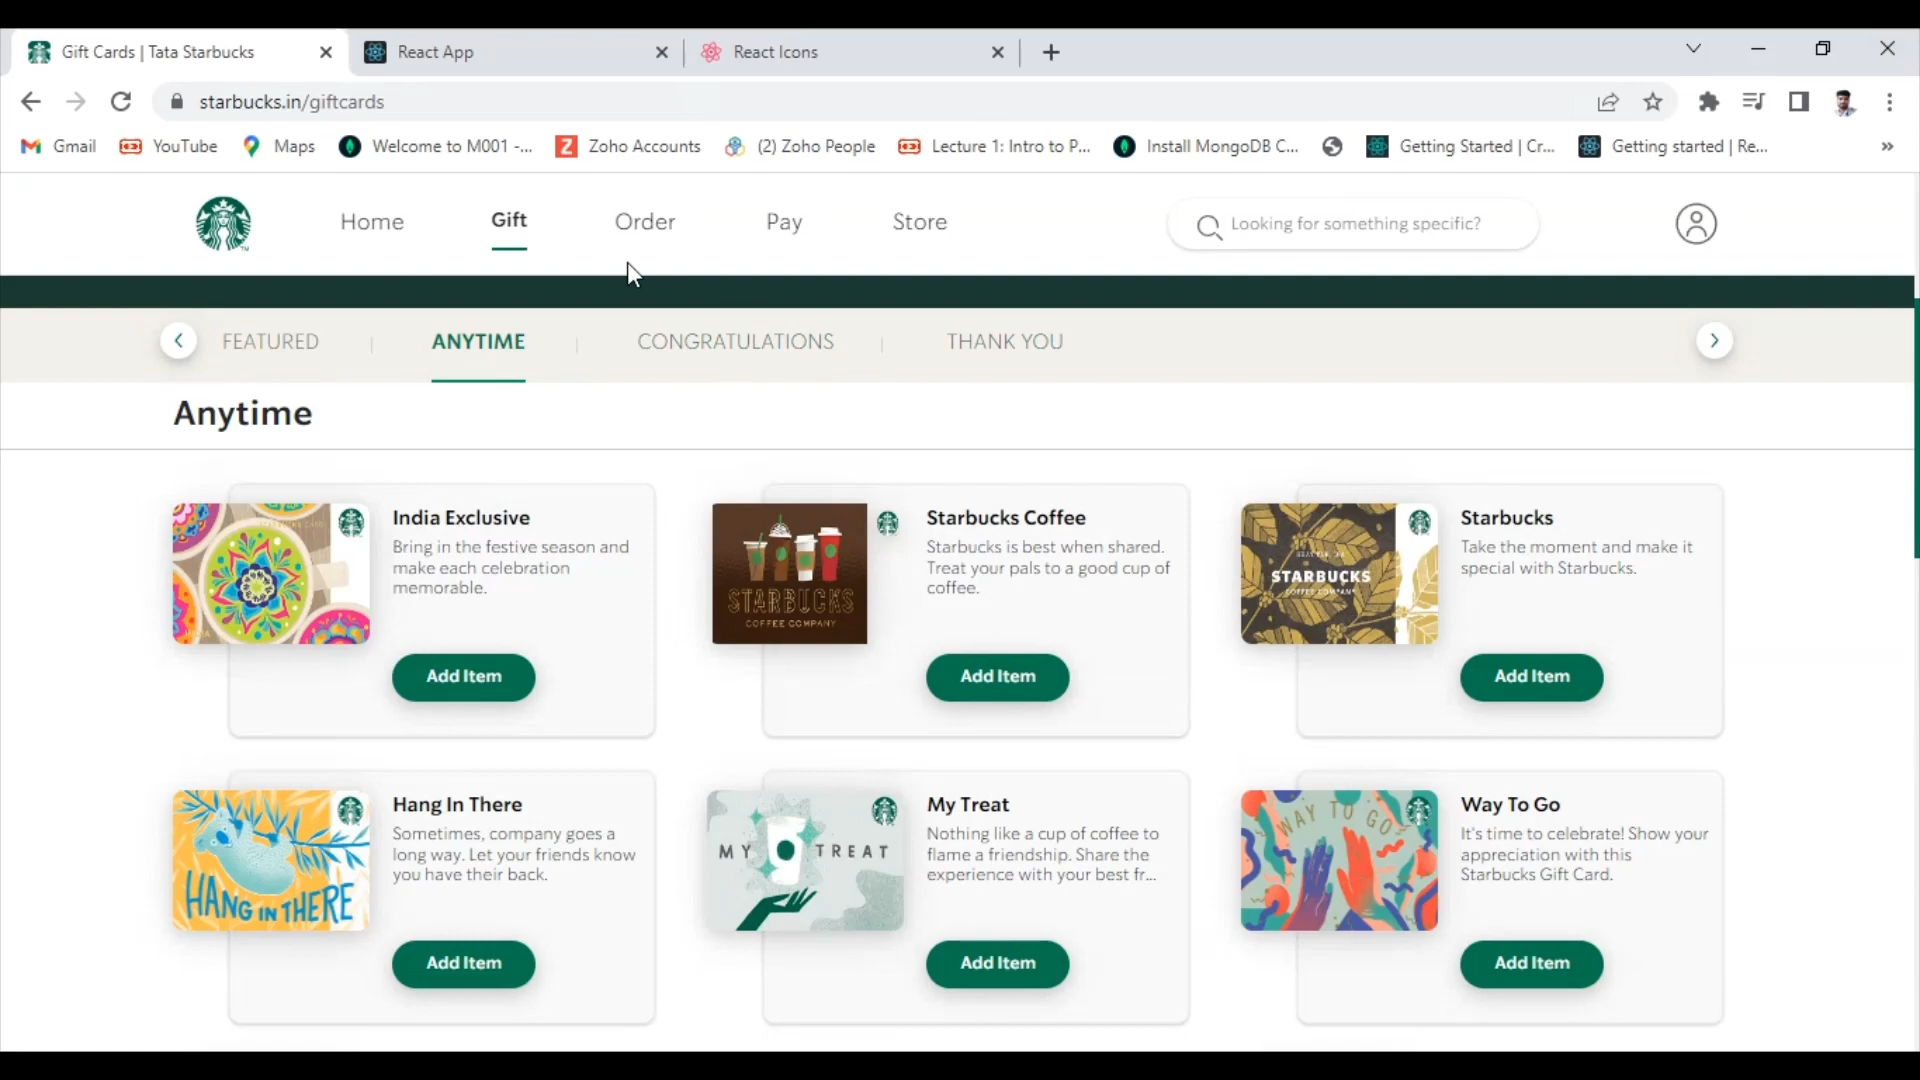 Gift Cards | Tata Starbucks
React App
React Icons
starbucks.in/giftcards
Gmail
YouTube
Maps
Welcome to M001 -...
Zoho Accounts
(2) Zoho People
Lecture 1: Intro to P...
Install MongoDB C...
Getting Started | Cr...
Getting started | Re...
Home
Gift
Order
Pay
Store
Looking for something specific?
FEATURED
ANYTIME
CONGRATULATIONS
THANK YOU
Anytime
India Exclusive
Bring in the festive season and
make each celebration
memorable.
Add Item
STARBUCKS
COFFEE COMPANY
Starbucks Coffee
Starbucks is best when shared.
Treat your pals to a good cup of
coffee.
Add Item
STARBUCKS
COFFEE COMPANY
Starbucks
Take the moment and make it
special with Starbucks.
Add Item
HANG IN THERE
Hang In There
Sometimes, company goes a
long way. Let your friends know
you have their back.
Add Item
MY TREAT
My Treat
Nothing like a cup of coffee to
flame a friendship. Share the
experience with your best fr...
Add Item
WAY TO GO
Way To Go
It's time to celebrate! Show your
appreciation with this
Starbucks Gift Card.
Add Item